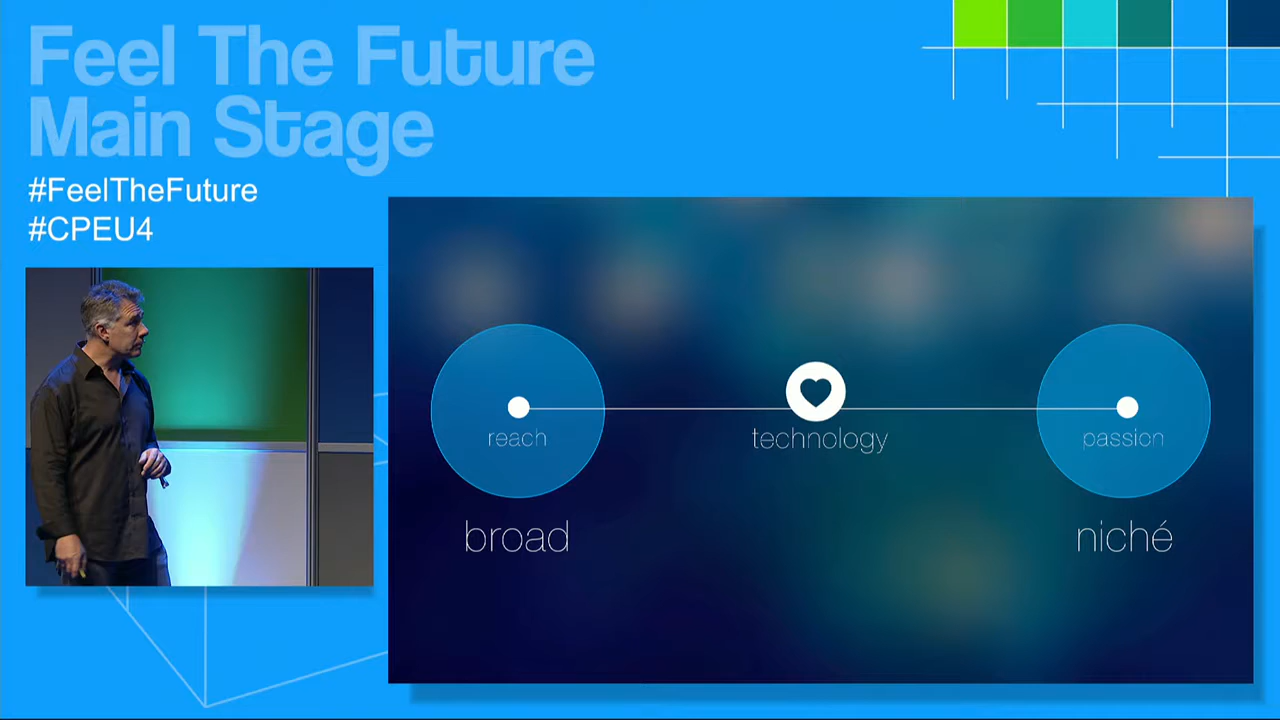 Feel The Future
Main Stage
#FeelTheFuture
#CPEU4
reach
technology
passion
broad
niché